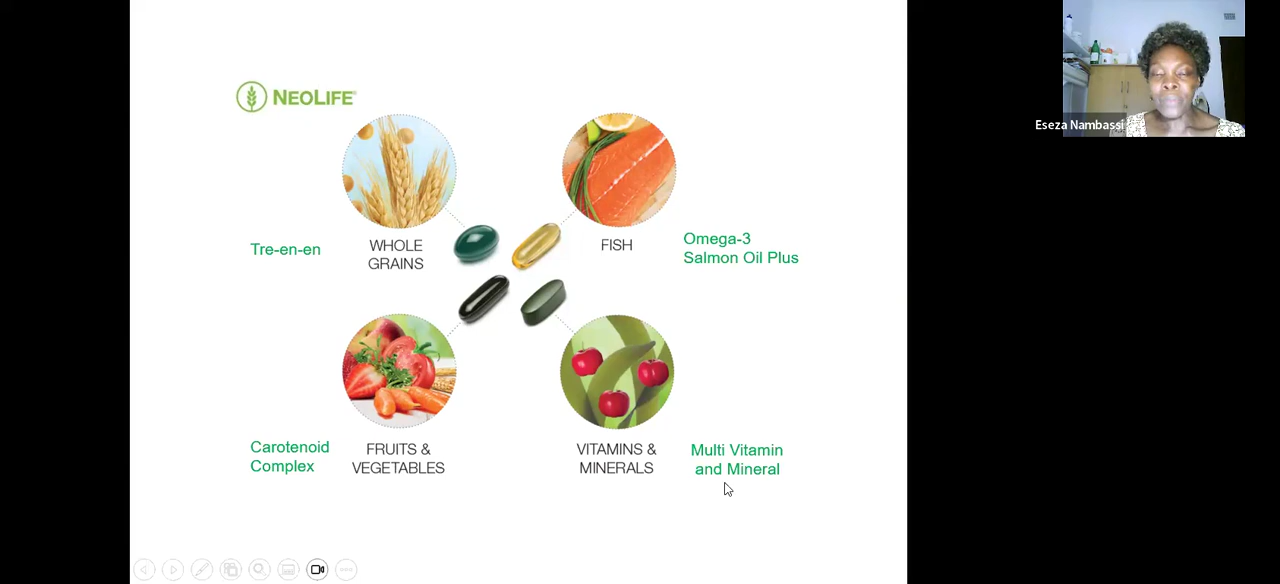 NEOLIFE
Tre-en-en
WHOLE
GRAINS
FISH
Omega-3
Salmon Oil Plus
Carotenoid
Complex
FRUITS &
VEGETABLES
VITAMINS &
MINERALS
Multi Vitamin
and Mineral
Eseza Nambassi